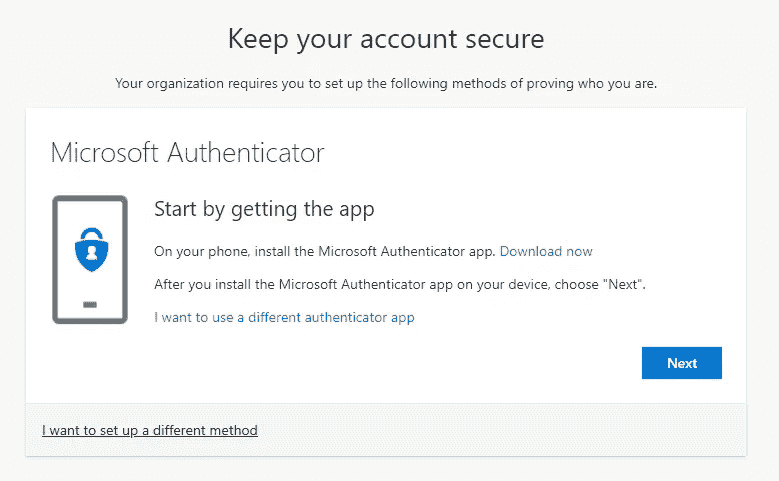 Keep your account secure
Your organization requires you to set up the following methods of proving who you are.
Microsoft Authenticator
Start by getting the app
On your phone, install the Microsoft Authenticator app. Download now
After you install the Microsoft Authenticator app on your device, choose "Next".
I want to use a different authenticator app
Next
I want to set up a different method